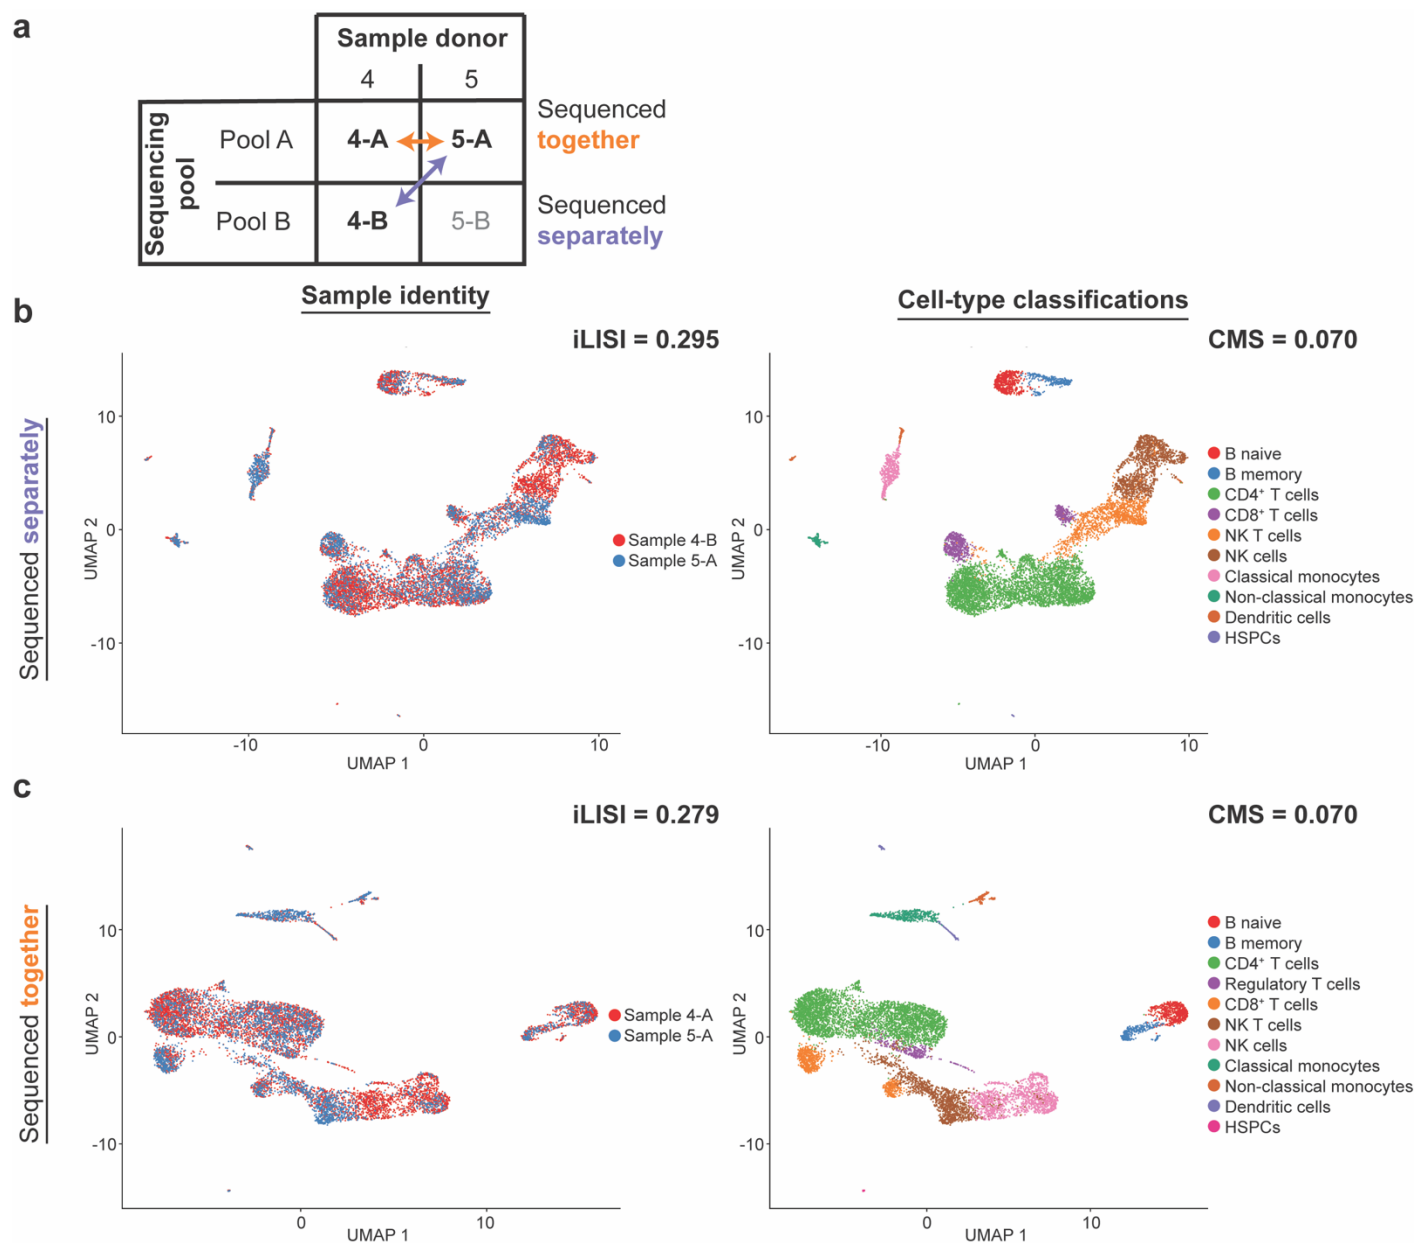 a
Sample donor
4 5
Sequencing pool
Pool A 4-A 5-A
Pool B 4-B 5-B
Sequenced
together
Sequenced
separately
b
Sample identity
Cell-type classifications
Sequenced separately
iLISI = 0.295
10
0
-10
UMAP 2
-10 0 10
UMAP 1
Sample 4-B
Sample 5-A
CMS = 0.070
10
0
-10
UMAP 2
-10 0 10
UMAP 1
B naive
B memory
CD4⁺ T cells
CD8⁺ T cells
NK T cells
NK cells
Classical monocytes
Non-classical monocytes
Dendritic cells
HSPCs
c
Sequenced together
iLISI = 0.279
10
0
-10
UMAP 2
0 10
UMAP 1
Sample 4-A
Sample 5-A
CMS = 0.070
10
0
-10
UMAP 2
0 10
UMAP 1
B naive
B memory
CD4⁺ T cells
Regulatory T cells
CD8⁺ T cells
NK T cells
NK cells
Classical monocytes
Non-classical monocytes
Dendritic cells
HSPCs